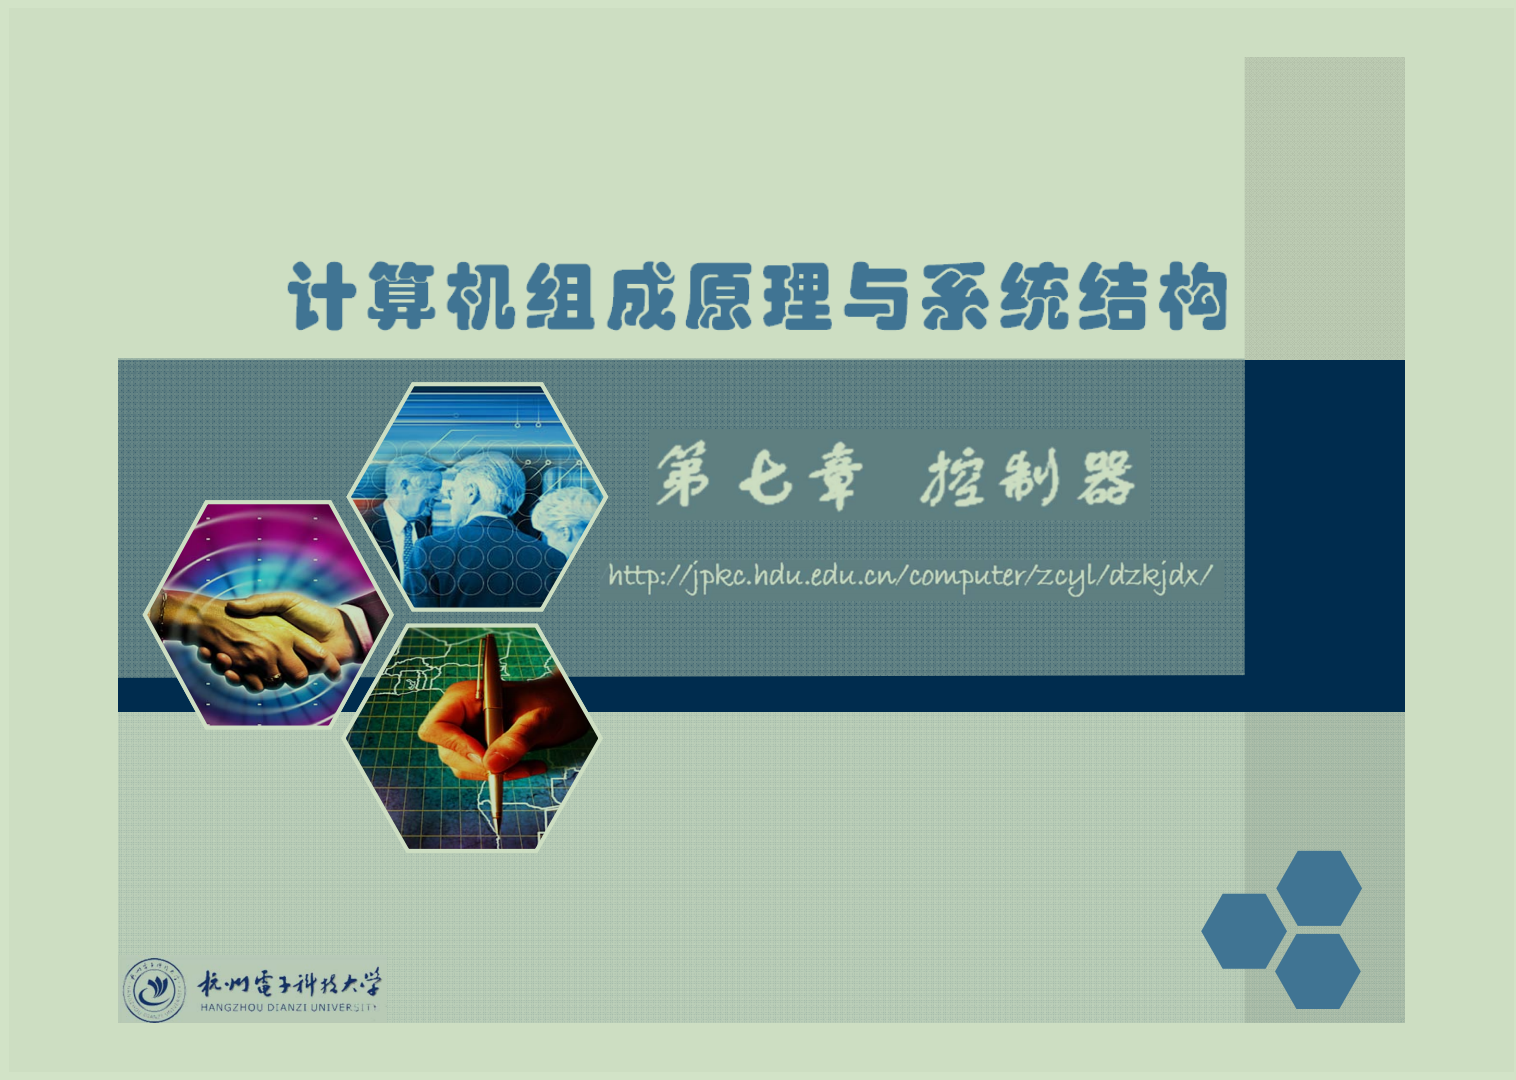 计算机组成原理与系统结构
第七章 控制器
http://jpkc.hdu.edu.cn/computer/zcyl/dzkjdx/
杭州電子科技大学
HANGZHOU DIANZI UNIVERSITY